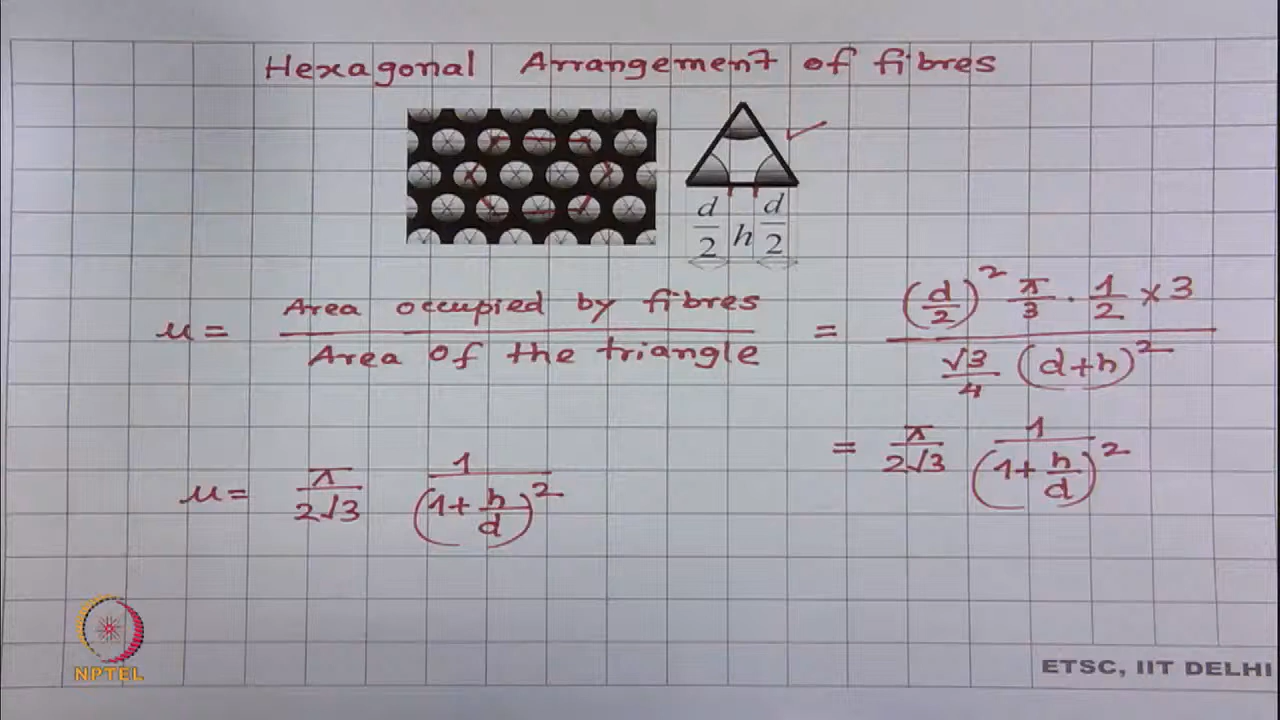 Hexagonal Arrangement of fibres
d/2 h d/2
μ = Area occupied by fibres / Area of the triangle = (d/2)² π/3 · 1/2 × 3 / √3/4 (d+h)²
= π/2√3 1/(1+h/d)²
μ = π/2√3 1/(1+h/d)²
NPTEL
ETSC, IIT DELHI